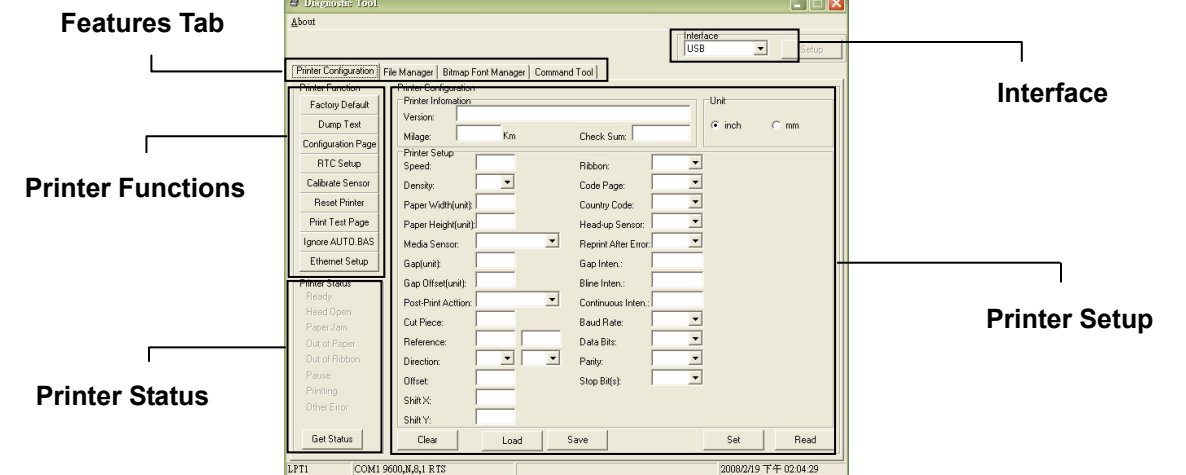 Diagnostic Tool
About
Features Tab
Interface
USB
Setup
Interface
Printer Configuration File Manager Bitmap Font Manager Command Tool
Printer Functions
Printer Function
Factory Default
Dump Text
Configuration Page
RTC Setup
Calibrate Sensor
Reset Printer
Print Test Page
Ignore AUTO.BAS
Ethernet Setup
Printer Status
Printer Status
Ready
Head Open
Paper Jam
Out of Paper
Out of Ribbon
Pause
Printting
Other Error
Get Status
Printer Configuration
Printer Infomation
Version:
Milage: Km Check Sum:
Unit
inch mm
Printer Setup
Printer Setup
Speed: Ribbon:
Density: Code Page:
Paper Width(unit): Country Code:
Paper Height(unit): Head-up Sensor:
Media Sensor: Reprint After Error:
Gap(unit): Gap Inten.:
Gap Offset(unit): Bline Inten.:
Post-Print Acttion: Continuous Inten.:
Cut Piece: Baud Rate:
Reference: Data Bits:
Direction: Parity:
Offset: Stop Bit(s):
Shift X:
Shift Y:
Clear Load Save Set Read
LPT1 COM1 9600,N,8,1 RTS 2008/2/19 下午 02:04:29